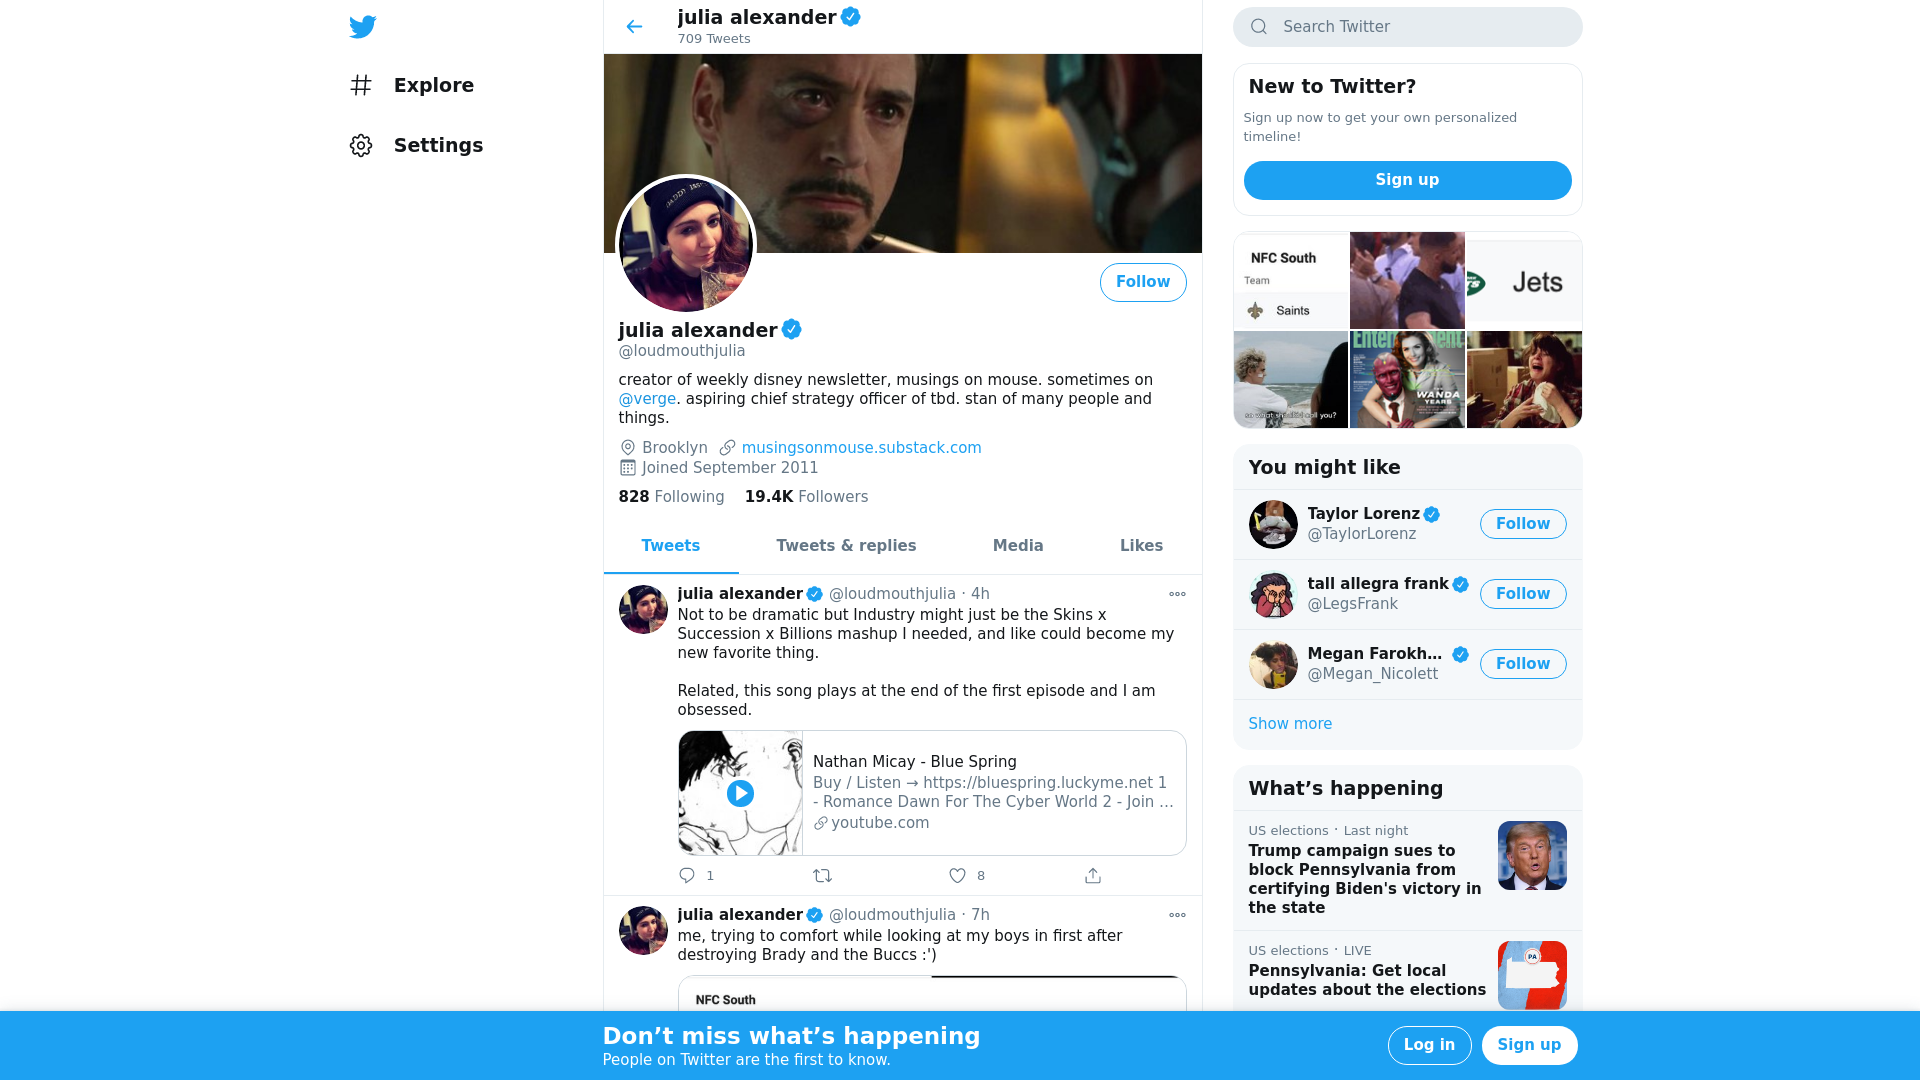 Explore
Settings
julia alexander
709 Tweets
Follow
julia alexander
@loudmouthjulia
creator of weekly disney newsletter, musings on mouse. sometimes on
@verge. aspiring chief strategy officer of tbd. stan of many people and
things.
Brooklyn musingsonmouse.substack.com
Joined September 2011
828 Following 19.4K Followers
Tweets Tweets & replies Media Likes
julia alexander @loudmouthjulia · 4h
Not to be dramatic but Industry might just be the Skins x
Succession x Billions mashup I needed, and like could become my
new favorite thing.
Related, this song plays at the end of the first episode and I am
obsessed.
Nathan Micay - Blue Spring
Buy / Listen → https://bluespring.luckyme.net 1
- Romance Dawn For The Cyber World 2 - Join …
youtube.com
1 8
julia alexander @loudmouthjulia · 7h
me, trying to comfort while looking at my boys in first after
destroying Brady and the Buccs :')
NFC South
Search Twitter
New to Twitter?
Sign up now to get your own personalized
timeline!
Sign up
NFC South
Team
Saints
Jets
WANDA
YEARS
You might like
Taylor Lorenz
@TaylorLorenz
Follow
tall allegra frank
@LegsFrank
Follow
Megan Farokh…
@Megan_Nicolett
Follow
Show more
What’s happening
US elections · Last night
Trump campaign sues to
block Pennsylvania from
certifying Biden's victory in
the state
US elections · LIVE
Pennsylvania: Get local
updates about the elections
PA
Don’t miss what’s happening
People on Twitter are the first to know.
Log in
Sign up